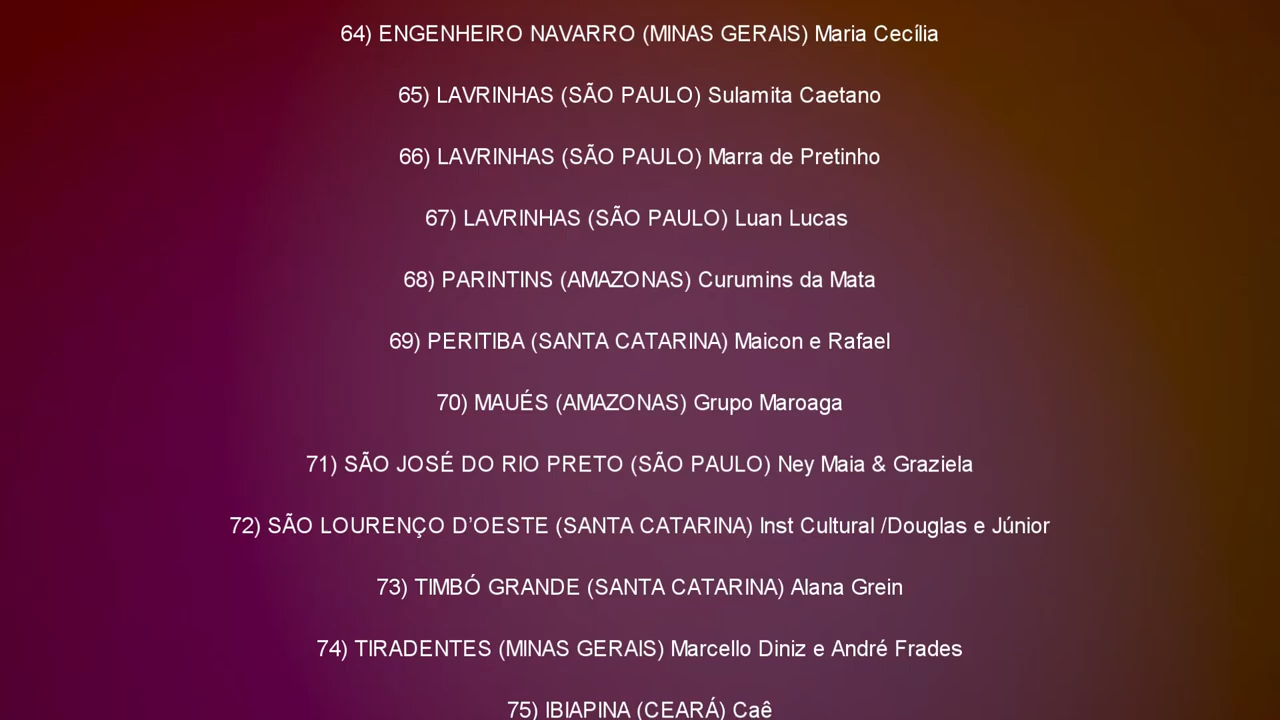 64) ENGENHEIRO NAVARRO (MINAS GERAIS) Maria Cecília
65) LAVRINHAS (SÃO PAULO) Sulamita Caetano
66) LAVRINHAS (SÃO PAULO) Marra de Pretinho
67) LAVRINHAS (SÃO PAULO) Luan Lucas
68) PARINTINS (AMAZONAS) Curumins da Mata
69) PERITIBA (SANTA CATARINA) Maicon e Rafael
70) MAUÉS (AMAZONAS) Grupo Maroaga
71) SÃO JOSÉ DO RIO PRETO (SÃO PAULO) Ney Maia & Graziela
72) SÃO LOURENÇO D’OESTE (SANTA CATARINA) Inst Cultural /Douglas e Júnior
73) TIMBÓ GRANDE (SANTA CATARINA) Alana Grein
74) TIRADENTES (MINAS GERAIS) Marcello Diniz e André Frades
75) IBIAPINA (CEARÁ) Caê